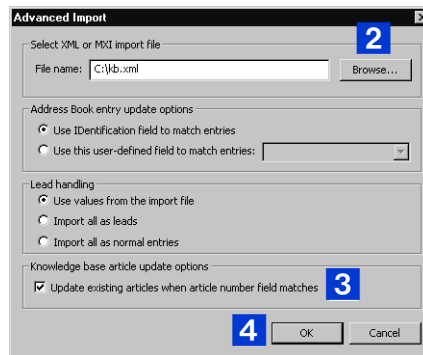 Advanced Import
Select XML or MXI import file
2
File name: C:\kb.xml Browse...
Address Book entry update options
Use IDentification field to match entries
Use this user-defined field to match entries:
Lead handling
Use values from the import file
Import all as leads
Import all as normal entries
Knowledge base article update options
Update existing articles when article number field matches 3
4 OK Cancel